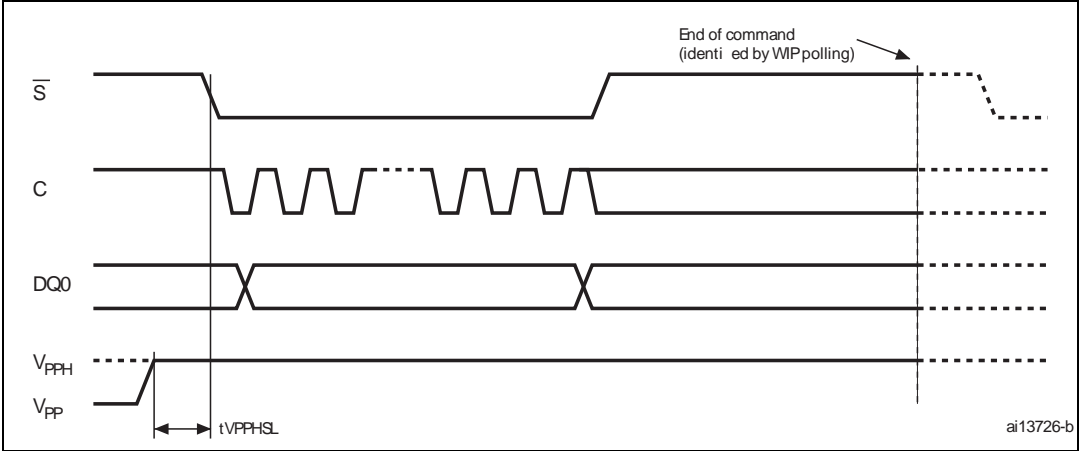 End of command
(identi ed by WIP polling)
S
C
DQ0
VPPH
VPP
tVPPHSL
ai13726-b